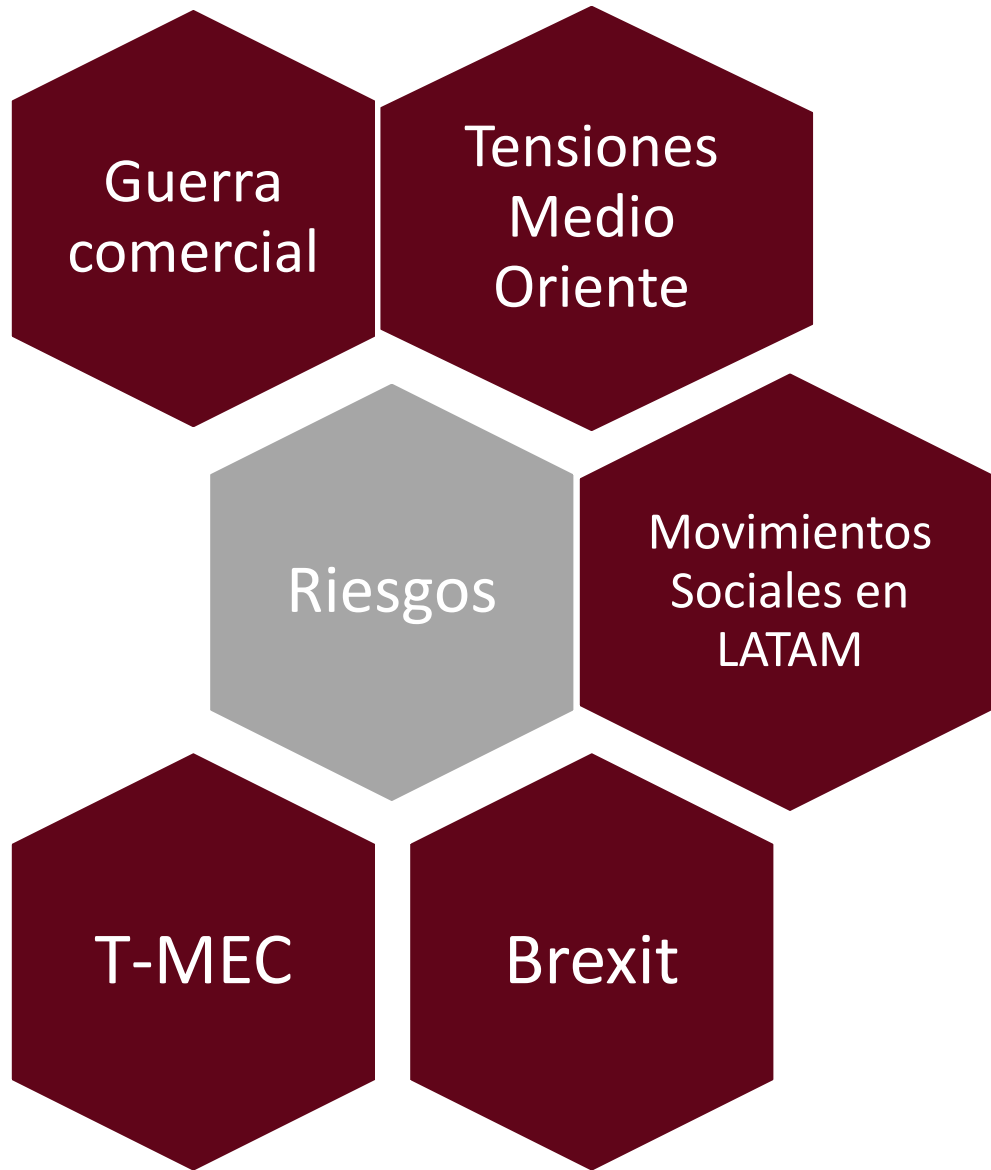 Guerra
comercial
Tensiones
Medio
Oriente
Riesgos
Movimientos
Sociales en
LATAM
T-MEC
Brexit